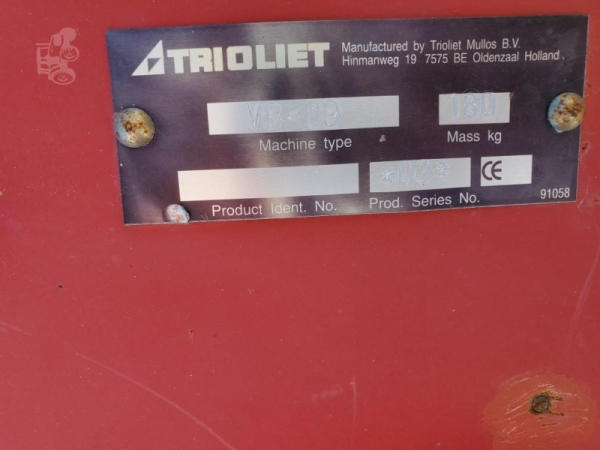 TRIOLIET
Manufactured by Trioliet Mullos B.V.
Hinmanweg 19 7575 BE Oldenzaal Holland
Machine type
Mass kg
CE
Product Ident. No.
Prod. Series No.
91058